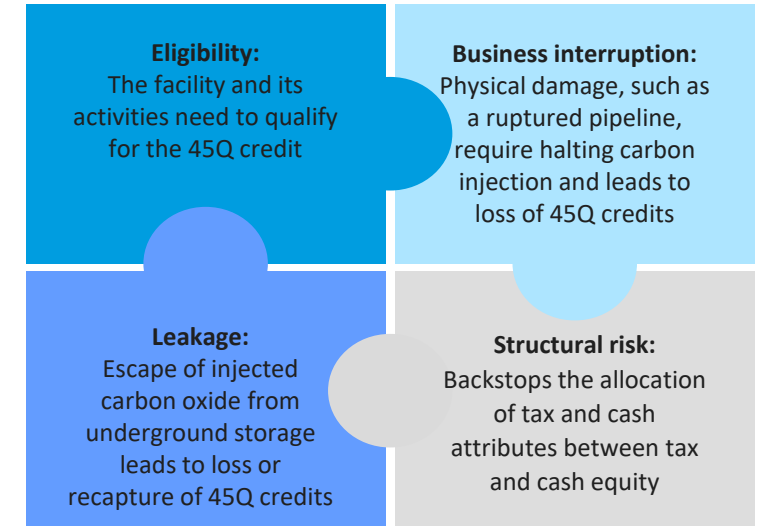 Eligibility:
The facility and its
activities need to qualify
for the 45Q credit
Business interruption:
Physical damage, such as
a ruptured pipeline,
require halting carbon
injection and leads to
loss of 45Q credits
Leakage:
Escape of injected
carbon oxide from
underground storage
leads to loss or
recapture of 45Q credits
Structural risk:
Backstops the allocation
of tax and cash
attributes between tax
and cash equity